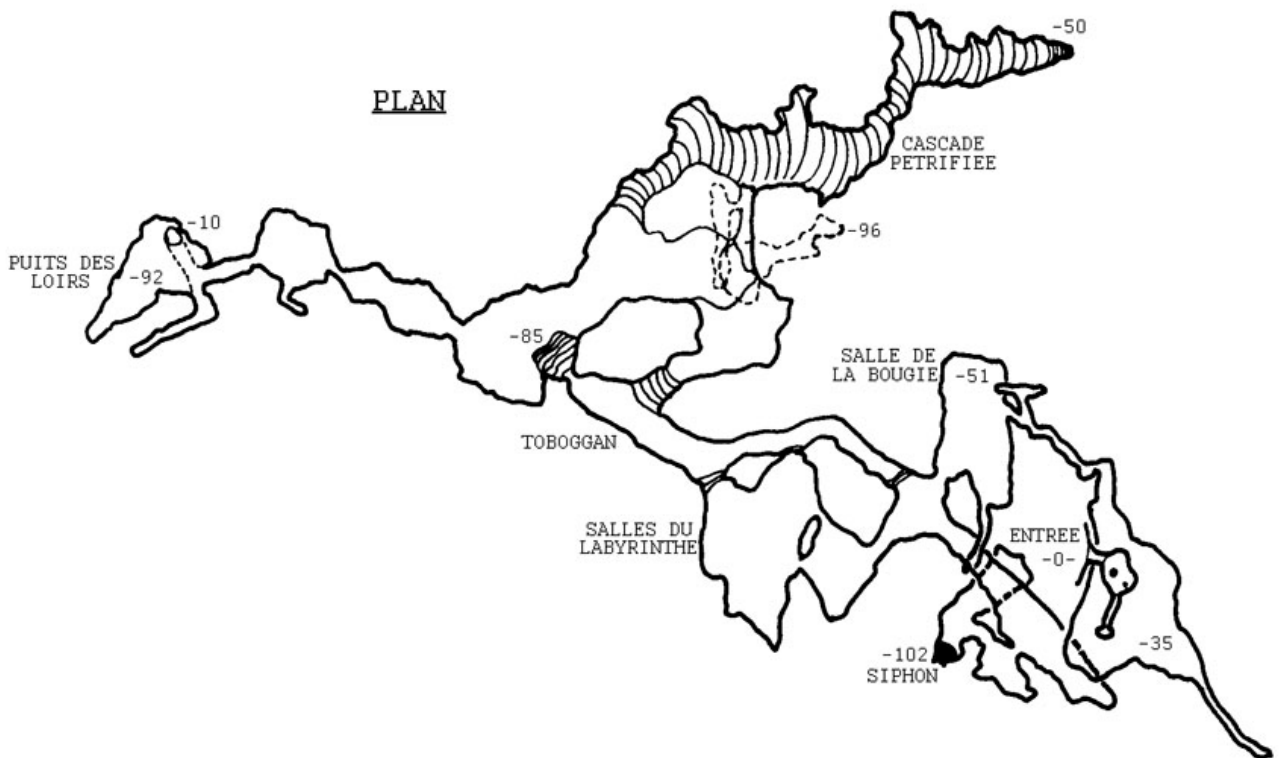 -50
PLAN
CASCADE
PETRIFIEE
-10
-96
PUITS DES
LOIRS
-92
-85
SALLE DE
LA BOUGIE
-51
TOBOGGAN
SALLES DU
LABYRINTHE
ENTREE
-0-
-35
-102
SIPHON